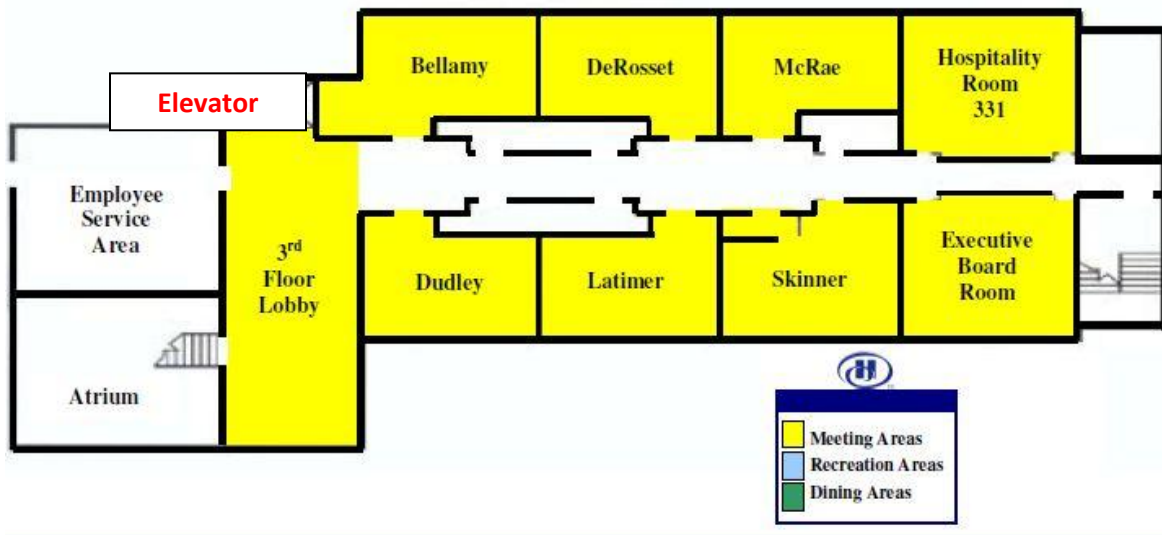 Bellamy
DeRosset
McRae
Hospitality
Room
331
Elevator
Employee
Service
Area
3rd
Floor
Lobby
Dudley
Latimer
Skinner
Executive
Board
Room
Atrium
Meeting Areas
Recreation Areas
Dining Areas